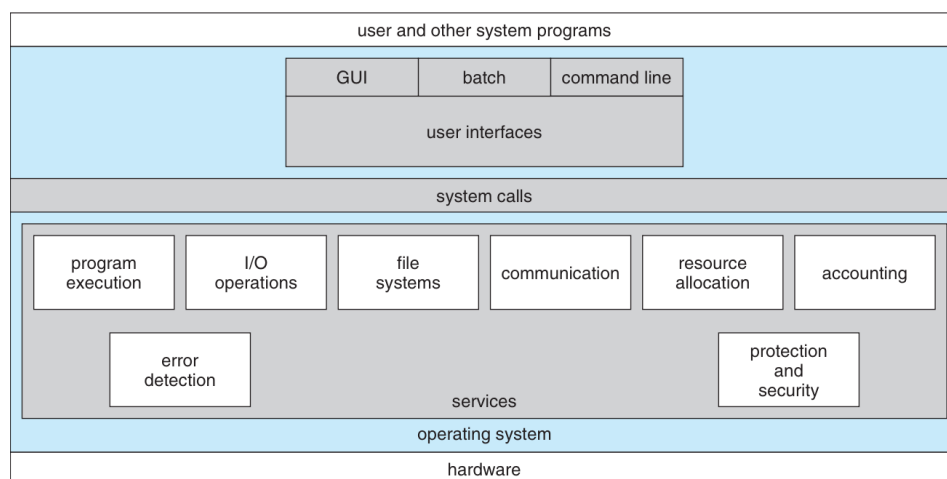 user and other system programs
GUI batch command line
user interfaces
system calls
program
execution
I/O
operations
file
systems
communication
resource
allocation
accounting
error
detection
protection
and
security
services
operating system
hardware